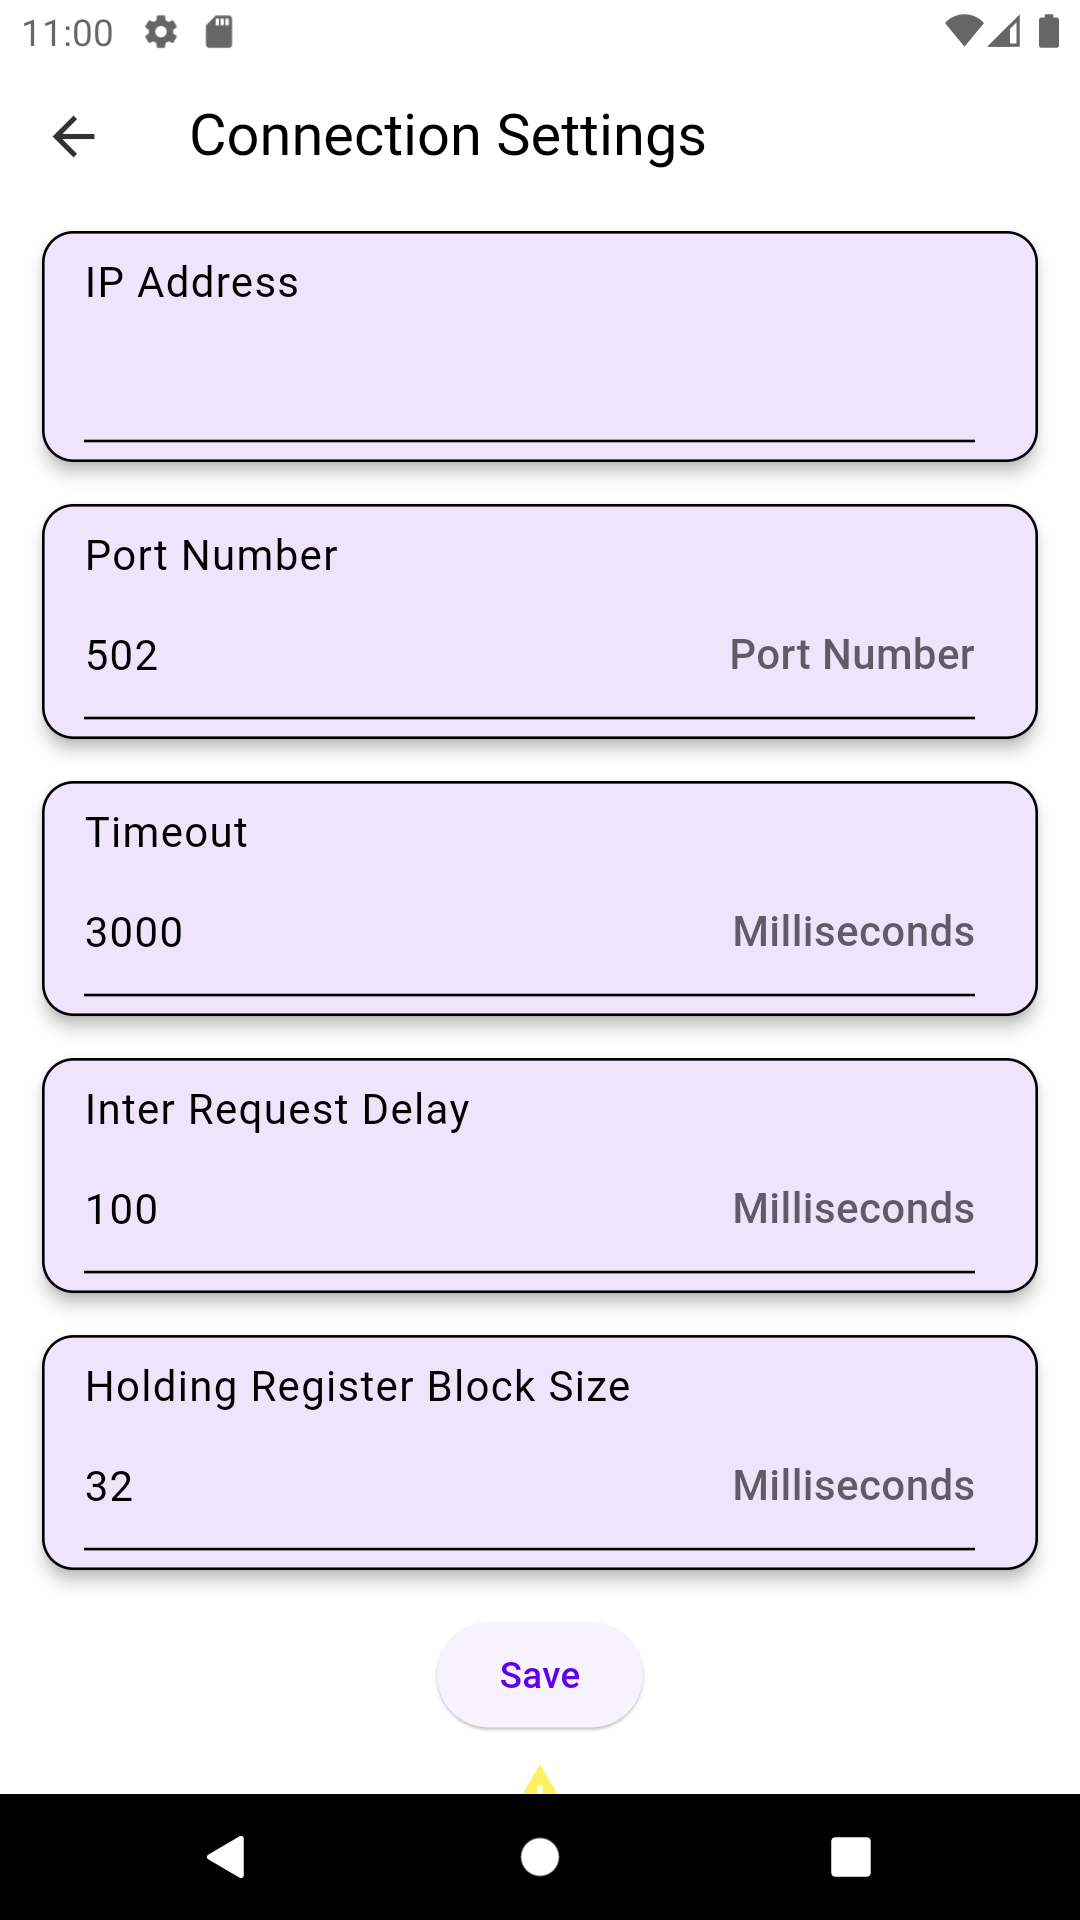 11:00
Connection Settings
IP Address
Port Number
502 Port Number
Timeout
3000 Milliseconds
Inter Request Delay
100 Milliseconds
Holding Register Block Size
32 Milliseconds
Save